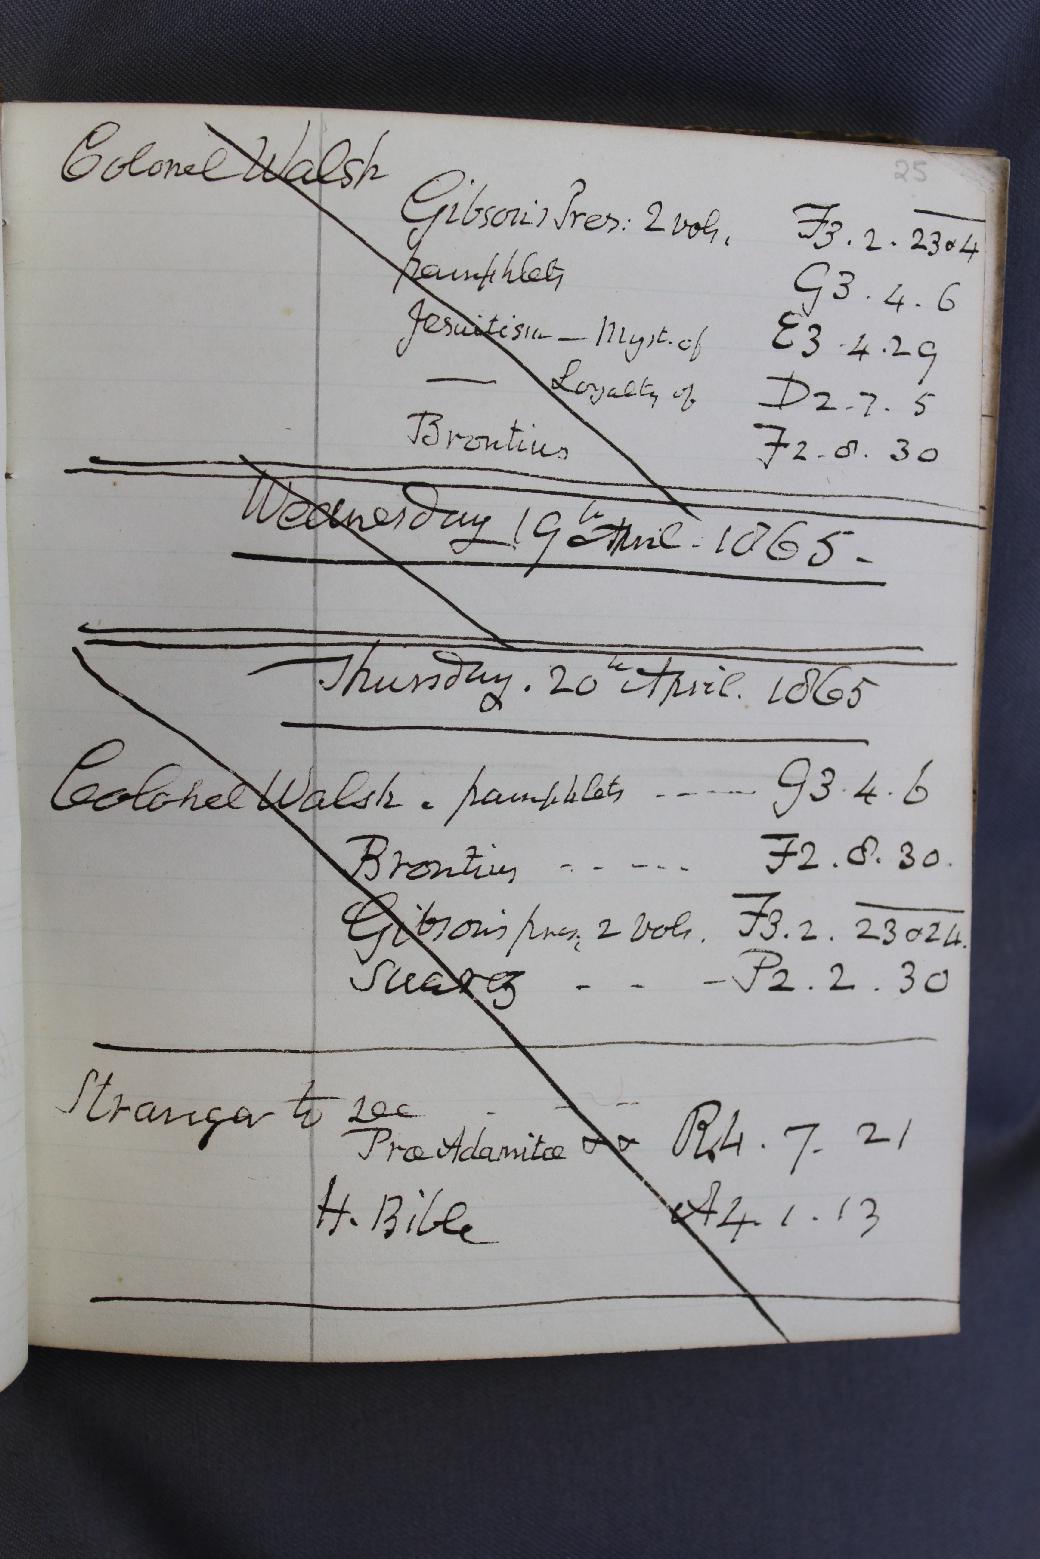 25
Colonel Walsh
Gibson's Pres: 2 vols. F3.2.23&4
pamphlets G3.4.6
Jesuitism — Myst. of E3.4.29
— Loyalty of D2.7.5
Brontius F2.8.30
Wednesday 19th April. 1865.
Thursday. 20th April. 1865
Colonel Walsh. pamphlets ---- G3.4.6
Brontius ----- F2.8.30.
Gibson's pres; 2 vols. F3.2.23&24.
Suarez - - - P2.2.30
Stranger to see - - -
Præ Adamitæ && R4.7.21
H. Bible A4.1.13